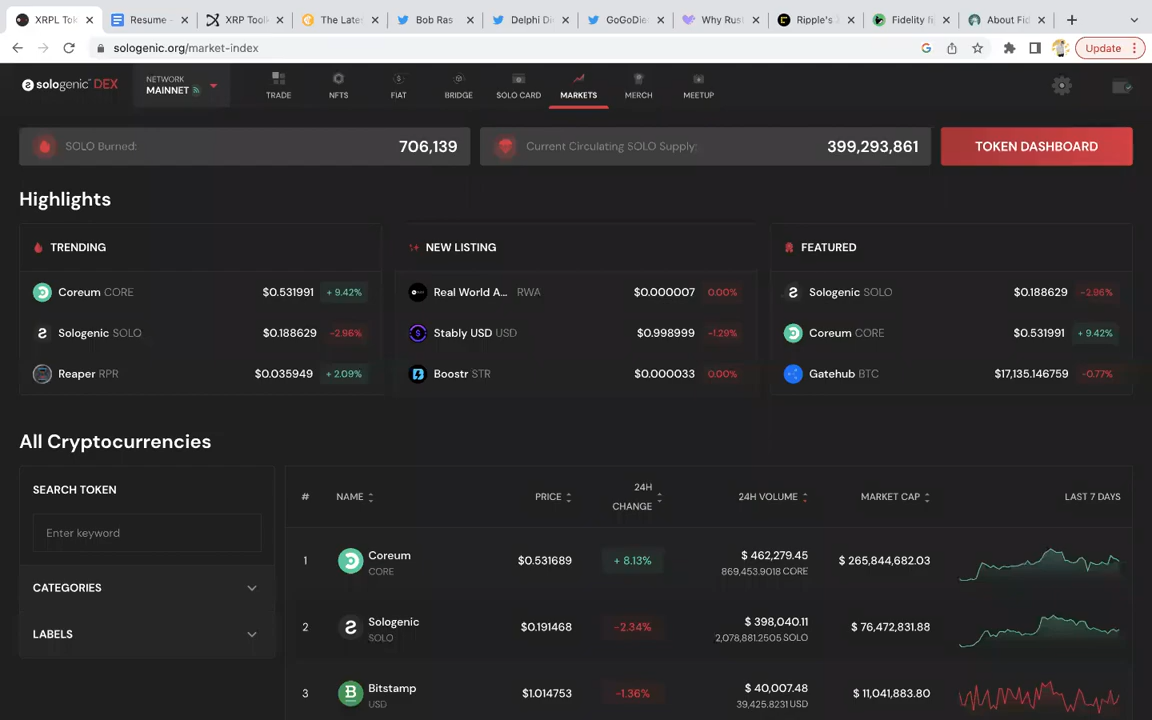 XRPL Tok
Resume -
XRP Toolk
The Lates
Bob Ras
Delphi Di
GoGoDie
Why Rus
Ripple's
Fidelity fi
About Fid
sologenic.org/market-index
Update
sologenic DEX
NETWORK
MAINNET
TRADE
NFTS
FIAT
BRIDGE
SOLO CARD
MARKETS
MERCH
MEETUP
SOLO Burned: 706,139
Current Circulating SOLO Supply: 399,293,861
TOKEN DASHBOARD
Highlights
TRENDING
Coreum CORE $0.531991 + 9.42%
Sologenic SOLO $0.188629 -2.96%
Reaper RPR $0.035949 + 2.09%
NEW LISTING
Real World A... RWA $0.000007 0.00%
Stably USD USD $0.998999 -1.29%
Boostr STR $0.000033 0.00%
FEATURED
Sologenic SOLO $0.188629 -2.96%
Coreum CORE $0.531991 + 9.42%
Gatehub BTC $17,135.146759 -0.77%
All Cryptocurrencies
SEARCH TOKEN
Enter keyword
CATEGORIES
LABELS
# NAME PRICE 24H CHANGE 24H VOLUME MARKET CAP LAST 7 DAYS
1 Coreum $0.531689 + 8.13% $ 462,279.45 $ 265,844,682.03
CORE 869,453.9018 CORE
2 Sologenic $0.191468 -2.34% $ 398,040.11 $ 76,472,831.88
SOLO 2,078,881.2505 SOLO
3 Bitstamp $1.014753 -1.36% $ 40,007.48 $ 11,041,883.80
USD 39,425.8231 USD